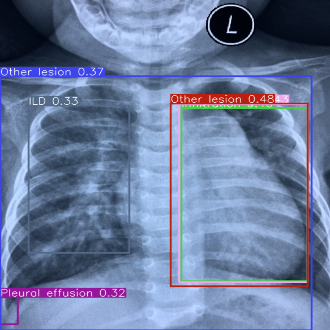 L
Other lesion 0.37
ILD 0.33
Other lesion 0.48
Pleural effusion 0.32